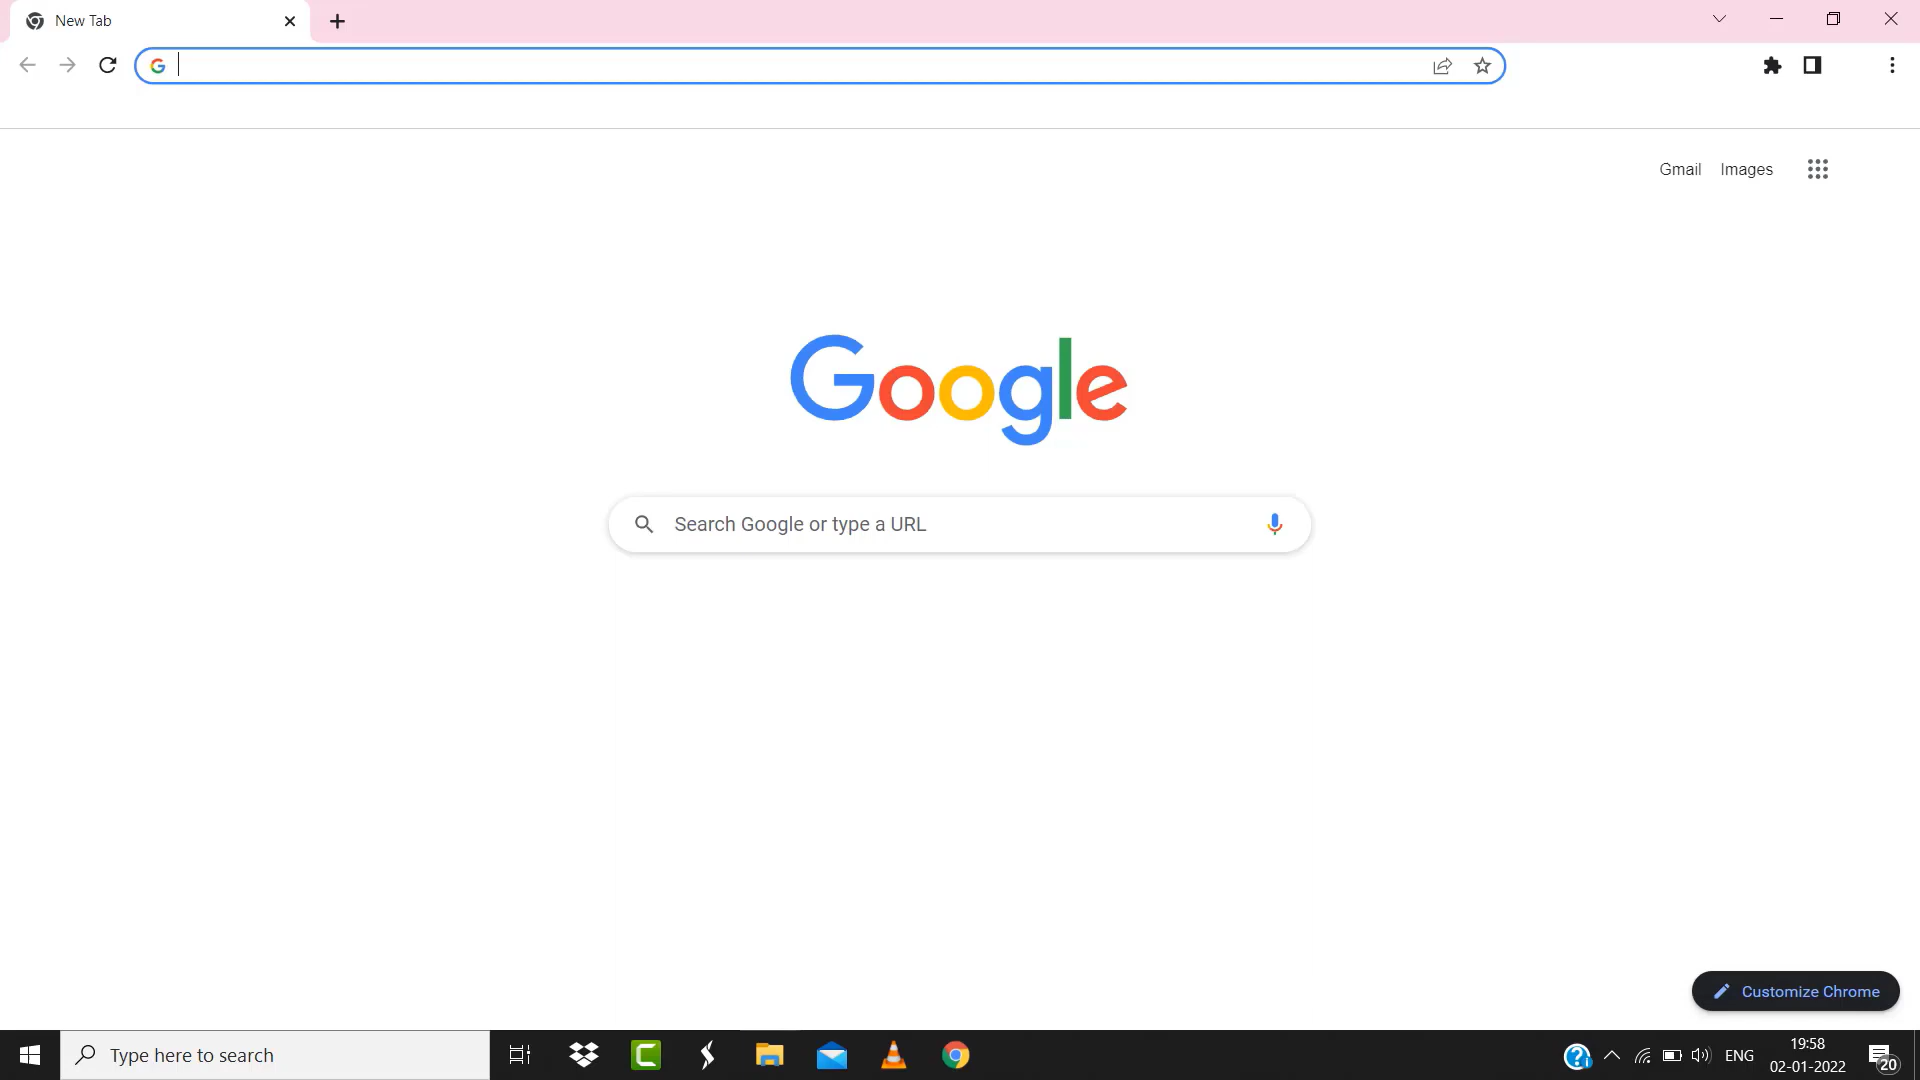 New Tab
Gmail Images
Google
Search Google or type a URL
Customize Chrome
Type here to search
ENG
19:58
02-01-2022
20